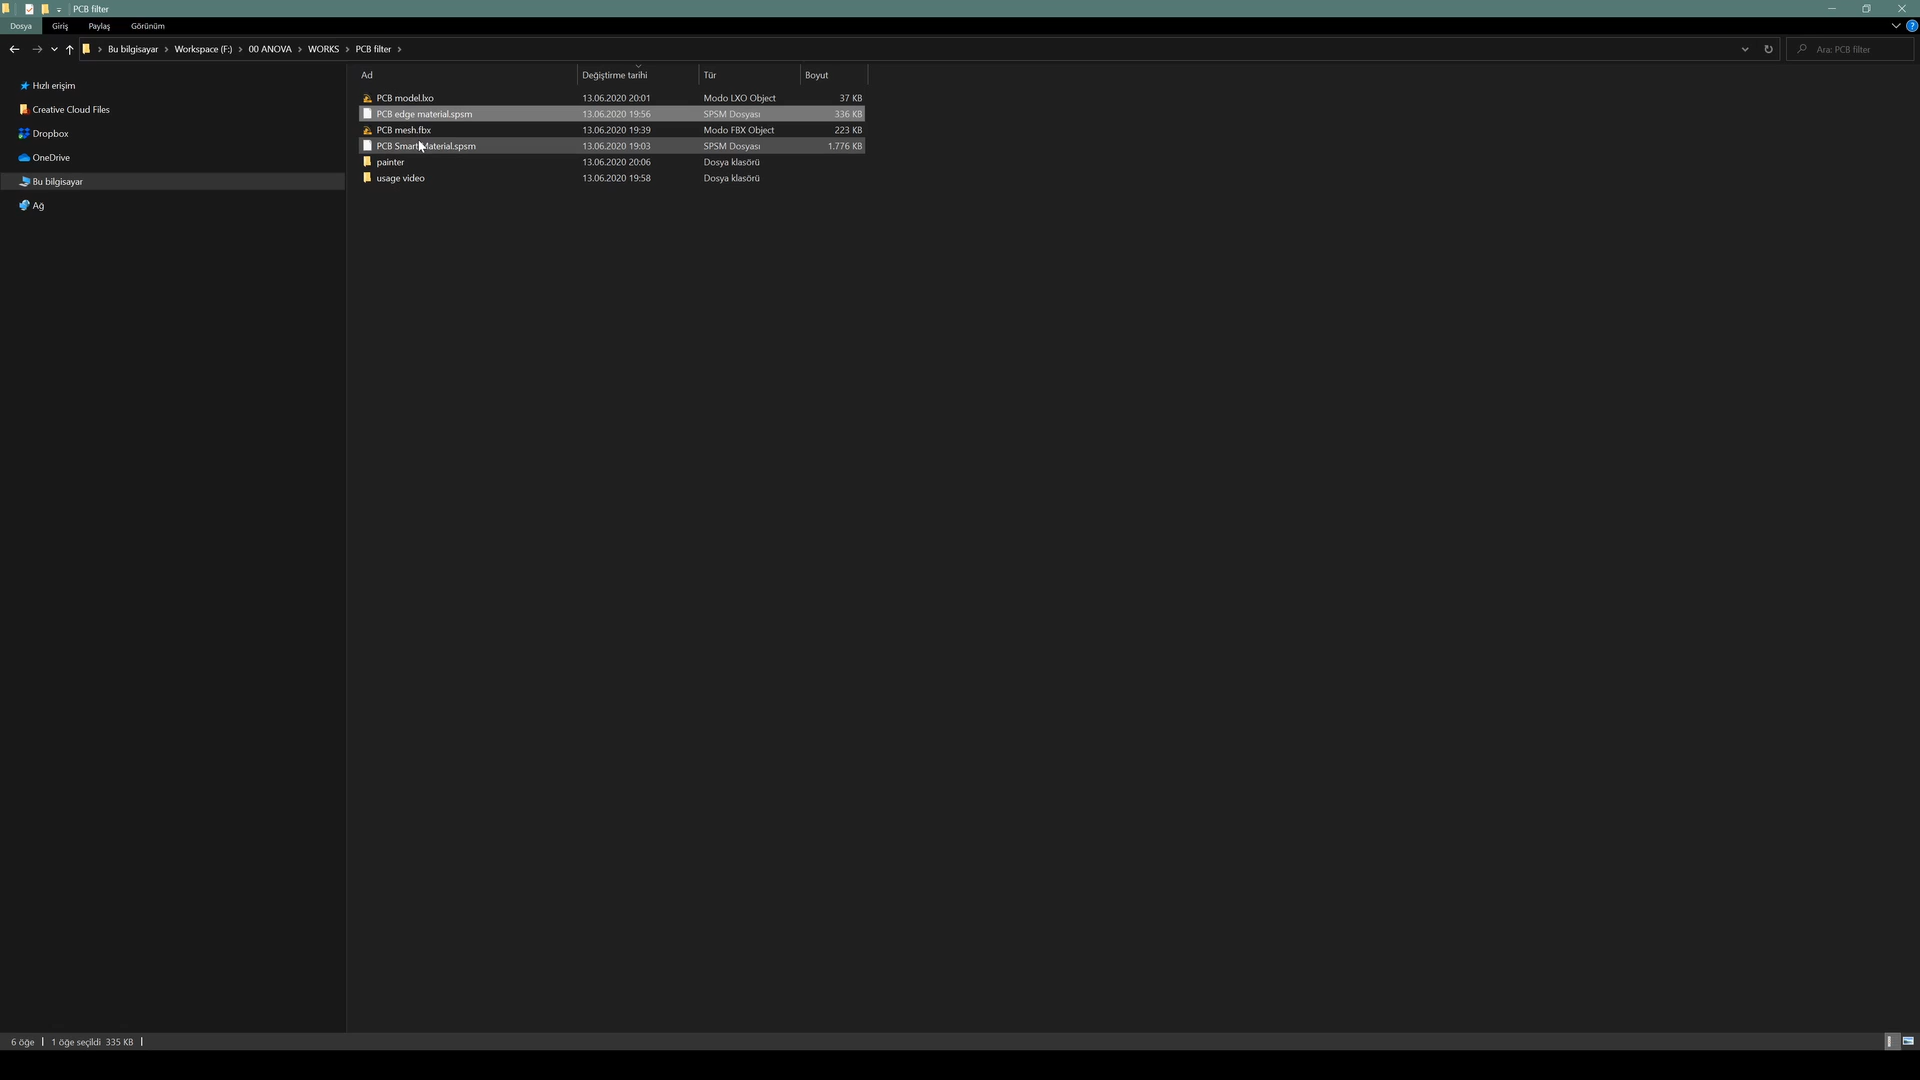 PCB filter
Dosya Giriş Paylaş Görünüm
Bu bilgisayar Workspace (F:) 00 ANOVA WORKS PCB filter Ara: PCB filter
Ad Değiştirme tarihi Tür Boyut
Hızlı erişim
Creative Cloud Files
Dropbox
OneDrive
Bu bilgisayar
Ağ
PCB model.lxo 13.06.2020 20:01 Modo LXO Object 37 KB
PCB edge material.spsm 13.06.2020 19:56 SPSM Dosyası 336 KB
PCB mesh.fbx 13.06.2020 19:39 Modo FBX Object 223 KB
PCB SmartMaterial.spsm 13.06.2020 19:03 SPSM Dosyası 1.776 KB
painter 13.06.2020 20:06 Dosya klasörü
usage video 13.06.2020 19:58 Dosya klasörü
6 öğe 1 öğe seçildi 335 KB